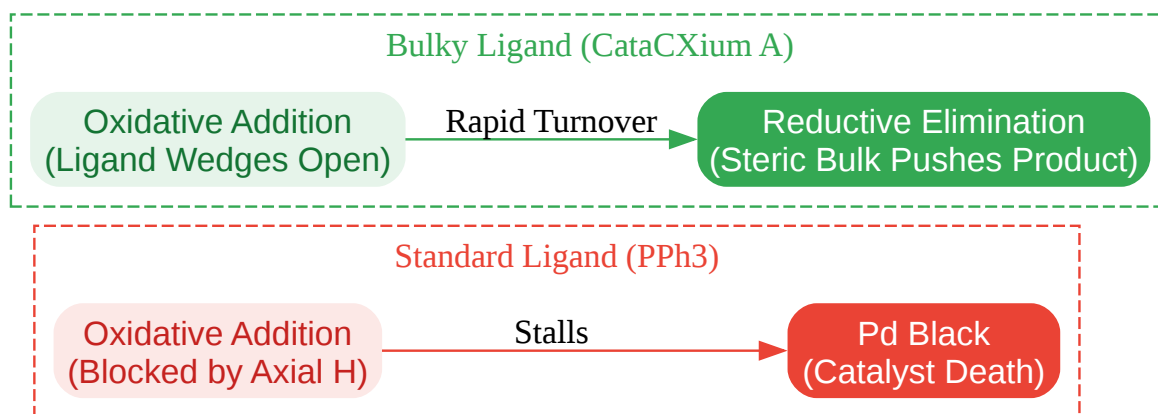 Bulky Ligand (CataCXium A)
Oxidative Addition
(Ligand Wedges Open)
Rapid Turnover
Reductive Elimination
(Steric Bulk Pushes Product)
Standard Ligand (PPh3)
Oxidative Addition
(Blocked by Axial H)
Stalls
Pd Black
(Catalyst Death)